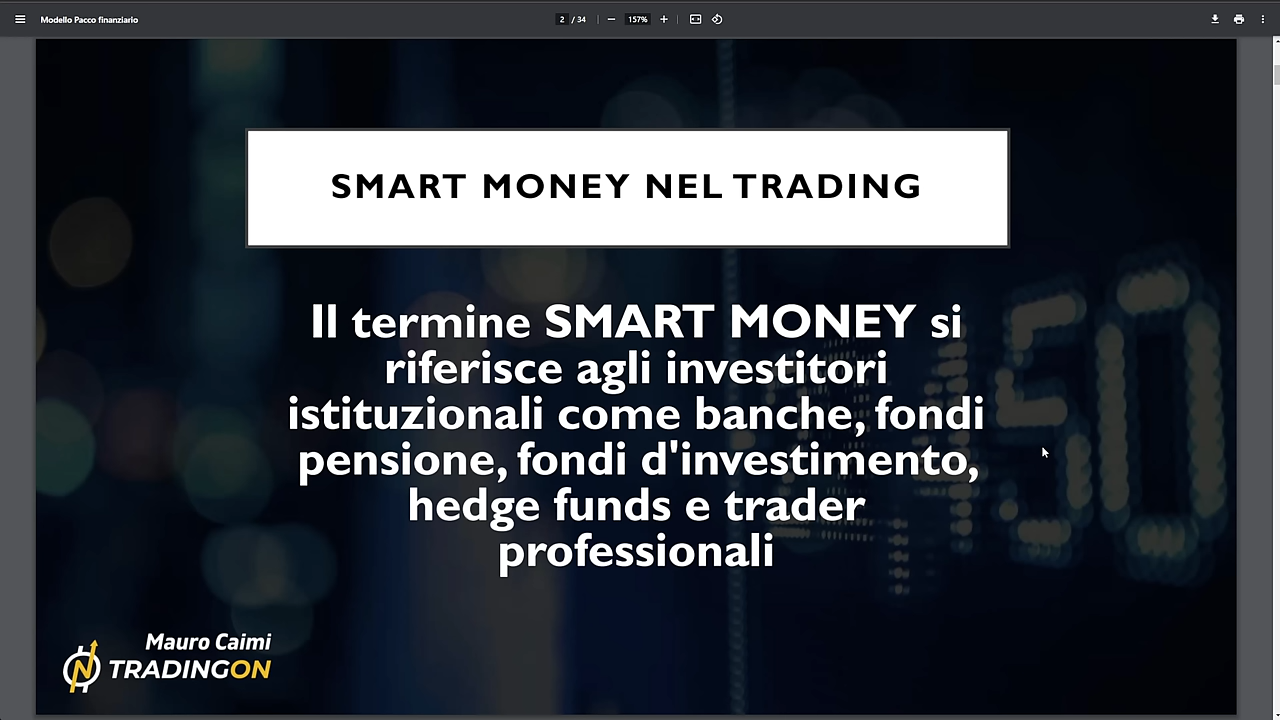 Modello Pacco finanziario
2 / 34
157%
SMART MONEY NEL TRADING
Il termine SMART MONEY si
riferisce agli investitori
istituzionali come banche, fondi
pensione, fondi d'investimento,
hedge funds e trader
professionali
450
Mauro Caimi
TRADINGON